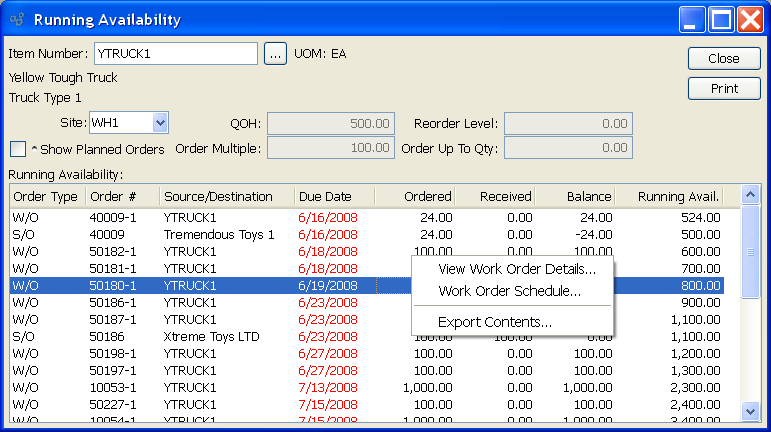 Running Availability
Item Number: YTRUCK1 ... UOM: EA Close
Yellow Tough Truck
Truck Type 1 Print
Site: WH1 QOH: 500.00 Reorder Level: 0.00
^ Show Planned Orders Order Multiple: 100.00 Order Up To Qty: 0.00
Running Availability:
Order Type Order # Source/Destination Due Date Ordered Received Balance Running Avail.
W/O 40009-1 YTRUCK1 6/16/2008 24.00 0.00 24.00 524.00
S/O 40009 Tremendous Toys 1 6/16/2008 24.00 0.00 -24.00 500.00
W/O 50182-1 YTRUCK1 6/18/2008 100.00 0.00 100.00 600.00
W/O 50181-1 YTRUCK1 6/18/2008 700.00
View Work Order Details...
W/O 50180-1 YTRUCK1 6/19/2008 800.00
Work Order Schedule...
W/O 50186-1 YTRUCK1 6/23/2008 900.00
W/O 50187-1 YTRUCK1 6/23/2008 1,100.00
Export Contents...
S/O 50186 Xtreme Toys LTD 6/23/2008 1,100.00
W/O 50198-1 YTRUCK1 6/27/2008 100.00 0.00 100.00 1,200.00
W/O 50197-1 YTRUCK1 6/27/2008 100.00 0.00 100.00 1,300.00
W/O 10053-1 YTRUCK1 7/13/2008 1,000.00 0.00 1,000.00 2,300.00
W/O 50227-1 YTRUCK1 7/15/2008 100.00 0.00 100.00 2,400.00
W/O 10054-1 YTRUCK1 7/15/2008 1,000.00 0.00 1,000.00 3,400.00